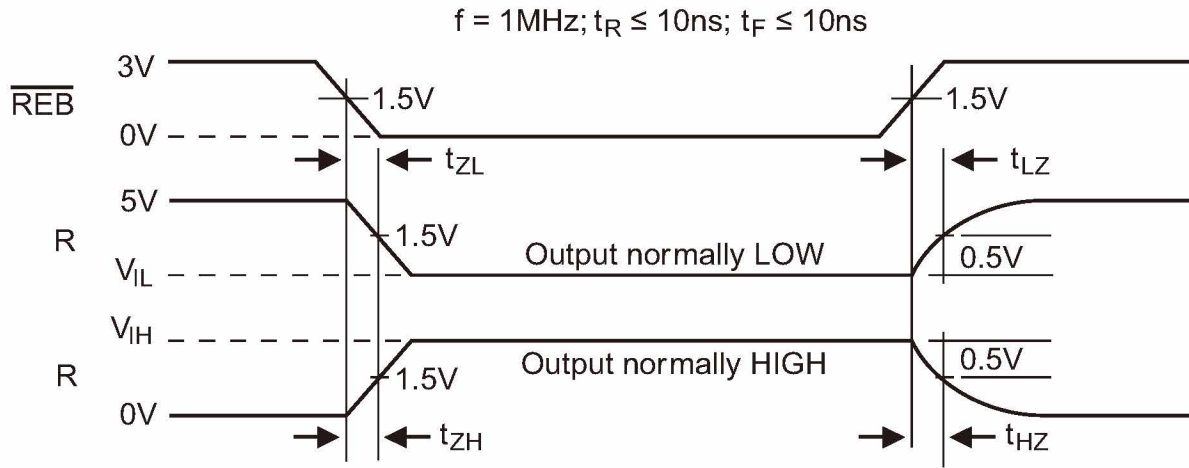 f = 1MHz; tR ≤ 10ns; tF ≤ 10ns
3V
REB
1.5V
1.5V
0V
tZL
tLZ
5V
R
1.5V
Output normally LOW
0.5V
VIL
VIH
Output normally HIGH
0.5V
R
1.5V
0V
tZH
tHZ